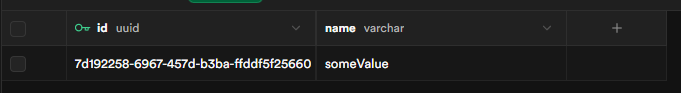 id uuid name varchar
7d192258-6967-457d-b3ba-ffddf5f25660 someValue